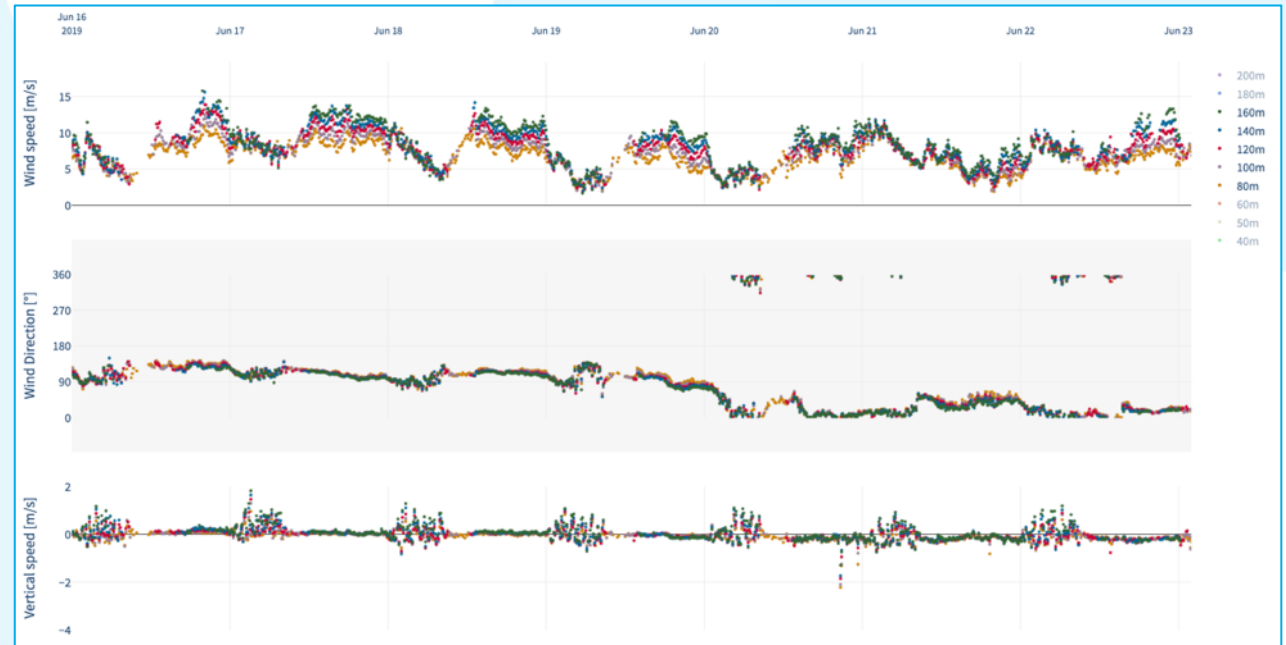 Jun 16
2019
Jun 17
Jun 18
Jun 19
Jun 20
Jun 21
Jun 22
Jun 23
Wind speed [m/s]
15
10
5
0
200m
180m
160m
140m
120m
100m
80m
60m
50m
40m
Wind Direction [°]
360
270
180
90
0
Vertical speed [m/s]
2
0
−2
−4